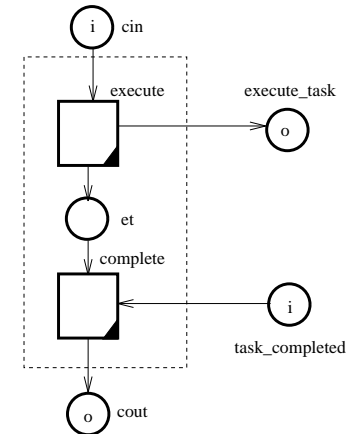 i cin
execute
execute_task
o
et
complete
i
task_completed
o cout